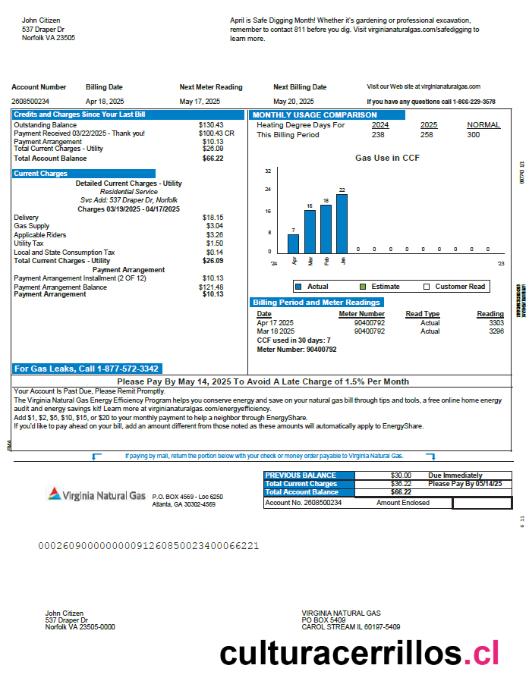 John Citizen
537 Draper Dr
Norfolk VA 23505
April is Safe Digging Month! Whether it's gardening or professional excavation,
remember to contact 811 before you dig. Visit virginianaturalgas.com/safedigging to
learn more.
Account Number Billing Date Next Meter Reading Next Billing Date Visit our Web site at virginianaturalgas.com
2608500234 Apr 18, 2025 May 17, 2025 May 20, 2025 If you have any questions call 1-866-229-3578
Credits and Charges Since Your Last Bill
Outstanding Balance $130.43
Payment Received 03/22/2025 - Thank you! $100.43 CR
Payment Arrangement $10.13
Total Current Charges - Utility $26.09
Total Account Balance $66.22
Current Charges
Detailed Current Charges - Utility
Residential Service
Svc Add: 537 Draper Dr, Norfolk
Charges 03/19/2025 - 04/17/2025
Delivery $18.15
Gas Supply $3.04
Applicable Riders $3.26
Utility Tax $1.50
Local and State Consumption Tax $0.14
Total Current Charges - Utility $26.09
Payment Arrangement
Payment Arrangement Installment (2 OF 12) $10.13
Payment Arrangement Balance $121.48
Payment Arrangement $10.13
MONTHLY USAGE COMPARISON
Heating Degree Days For 2024 2025 NORMAL
This Billing Period 238 258 300
Gas Use in CCF
32
24
16
8
0
7 16 18 22 0 0 0 0 0 0 0 0 0
'24 Apr Mar Feb Jan '23
Actual Estimate Customer Read
Billing Period and Meter Readings
Date Meter Number Read Type Reading
Apr 17 2025 90400792 Actual 3303
Mar 18 2025 90400792 Actual 3296
CCF used in 30 days: 7
Meter Number: 90400792
For Gas Leaks, Call 1-877-572-3342
Please Pay By May 14, 2025 To Avoid A Late Charge of 1.5% Per Month
Your Account Is Past Due, Please Remit Promptly.
The Virginia Natural Gas Energy Efficiency Program helps you conserve energy and save on your natural gas bill through tips and tools, a free online home energy
audit and energy savings kit! Learn more at virginianaturalgas.com/energyefficiency.
Add $1, $2, $5, $10, $15, or $20 to your monthly payment to help a neighbor through EnergyShare.
If you'd like to pay ahead on your bill, add an amount different from those noted as these amounts will automatically apply to EnergyShare.
If paying by mail, return the portion below with your check or money order payable to Virginia Natural Gas.
Virginia Natural Gas
P.O. BOX 4569 - Loc 6250
Atlanta, GA 30302-4569
PREVIOUS BALANCE $30.00 Due Immediately
Total Current Charges $36.22 Please Pay By 05/14/25
Total Account Balance $66.22
Account No. 2608500234 Amount Enclosed
00026090000000009126085002340006622​1
John Citizen
537 Draper Dr
Norfolk VA 23505-0000
VIRGINIA NATURAL GAS
PO BOX 5409
CAROL STREAM IL 60197-5409
culturacerrillos.cl